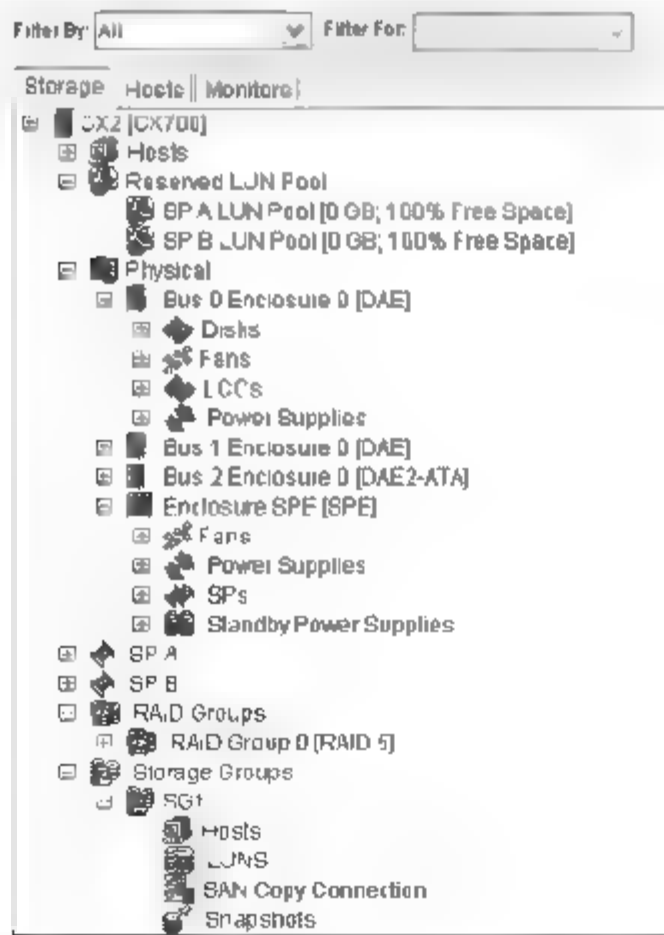 Filter By: All Filter For:
Storage Hosts Monitors
CX2 [CX700]
Hosts
Reserved LUN Pool
SP A LUN Pool [0 GB; 100% Free Space]
SP B LUN Pool [0 GB; 100% Free Space]
Physical
Bus 0 Enclosure 0 [DAE]
Disks
Fans
LCCs
Power Supplies
Bus 1 Enclosure 0 [DAE]
Bus 2 Enclosure 0 [DAE2-ATA]
Enclosure SPE [SPE]
Fans
Power Supplies
SPs
Standby Power Supplies
SP A
SP B
RAID Groups
RAID Group 0 [RAID 5]
Storage Groups
SG1
Hosts
LUNS
SAN Copy Connection
Snapshots